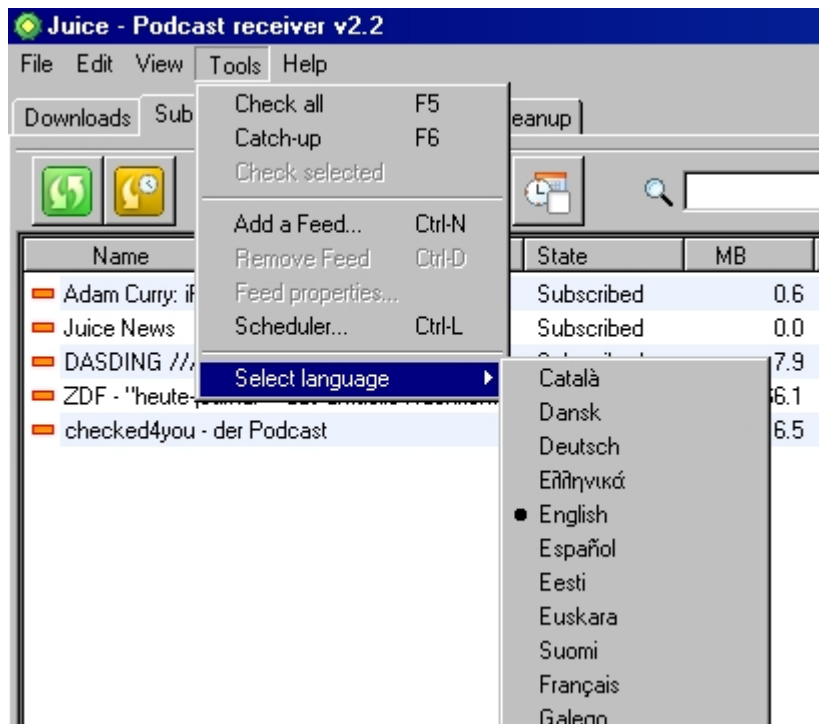 Juice - Podcast receiver v2.2
File Edit View Tools Help
Downloads Sub eanup
Check all F5
Catch-up F6
Check selected
Add a Feed... Ctrl-N
Remove Feed Ctrl-D
Feed properties...
Scheduler... Ctrl-L
Select language
Name State MB
Adam Curry: Subscribed 0.6
Juice News Subscribed 0.0
DASDING // 7.9
ZDF - "heute- 6.1
checked4you - der Podcast 6.5
Català
Dansk
Deutsch
Ελληνικά
English
Español
Eesti
Euskara
Suomi
Français
Galego